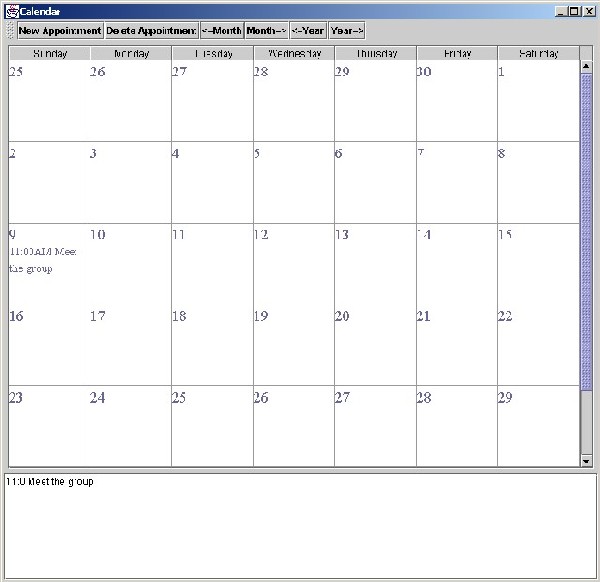 Calendar
New Appointment Delete Appointment <-Month Month-> <-Year Year->
Sunday Monday Tuesday Wednesday Thursday Friday Saturday
25 26 27 28 29 30 1
2 3 4 5 6 7 8
9 10 11 12 13 14 15
11:00AM Meet
the group
16 17 18 19 20 21 22
23 24 25 26 27 28 29
11:0 Meet the group